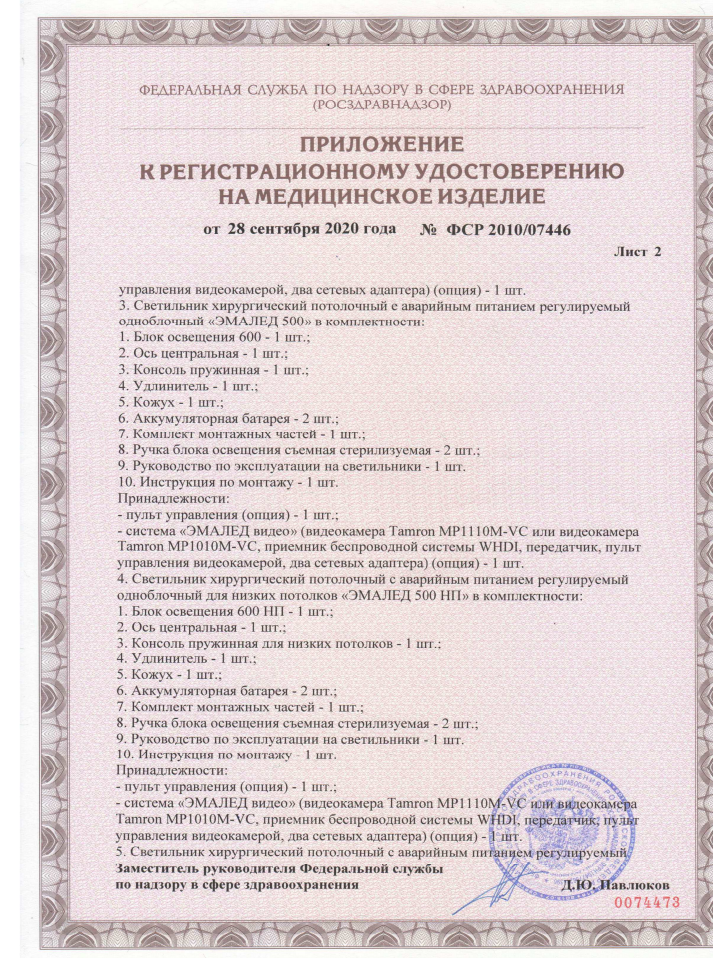 ФЕДЕРАЛЬНАЯ СЛУЖБА ПО НАДЗОРУ В СФЕРЕ ЗДРАВООХРАНЕНИЯ
(РОСЗДРАВНАДЗОР)
ПРИЛОЖЕНИЕ
К РЕГИСТРАЦИОННОМУ УДОСТОВЕРЕНИЮ
НА МЕДИЦИНСКОЕ ИЗДЕЛИЕ
от 28 сентября 2020 года № ФСР 2010/07446
Лист 2
управления видеокамерой, два сетевых адаптера) (опция) - 1 шт.
3. Светильник хирургический потолочный е аварийным питанием регулируемый
одноблочный «ЭМАЛЕД 500» в комплектности:
1. Блок освещения 600 - 1 шт.;
2. Ось центральная - 1 шт.;
3. Консоль пружинная - 1 шт.;
4. Удлинитель - 1 шт.;
5. Кожух - 1 шт.;
6. Аккумуляторная батарея - 2 шт.;
7. Комплект монтажных частей - 1 шт.;
8. Ручка блока освещения съемная стерилизуемая - 2 шт.;
9. Руководство по эксплуатации на светильники - 1 шт.
10. Инструкция по монтажу - 1 шт.
Принадлежности:
- пульт управления (опция) - 1 шт.;
- система «ЭМАЛЕД видео» (видеокамера Tamron MP1110M-VC или видеокамера
Tamron MP1010M-VC, приемник беспроводной системы WHDI, передатчик, пульт
управления видеокамерой, два сетевых адаптера) (опция) - 1 шт.
4. Светильник хирургический потолочный с аварийным питанием регулируемый
одноблочный для низких потолков «ЭМАЛЕД 500 НП» в комплектности:
1. Блок освещения 600 НП - 1 шт.;
2. Ось центральная - 1 шт.;
3. Консоль пружинная для низких потолков - 1 шт.;
4. Удлинитель - 1 шт.;
5. Кожух - 1 шт.;
6. Аккумуляторная батарея - 2 шт.;
7. Комплект монтажных частей - 1 шт.;
8. Ручка блока освещения съемная стерилизуемая - 2 шт.;
9. Руководство по эксплуатации на светильники - 1 шт.
10. Инструкция по монтажу - 1 шт.
Принадлежности:
- пульт управления (опция) - 1 шт.;
- система «ЭМАЛЕД видео» (видеокамера Tamron MP1110M-VC или видеокамера
Tamron MP1010M-VC, приемник беспроводной системы WHDI, передатчик, пульт
управления видеокамерой, два сетевых адаптера) (опция) - 1 шт.
5. Светильник хирургический потолочный с аварийным питанием регулируемый
Заместитель руководителя Федеральной службы
по надзору в сфере здравоохранения Д.Ю. Павлюков
0074473